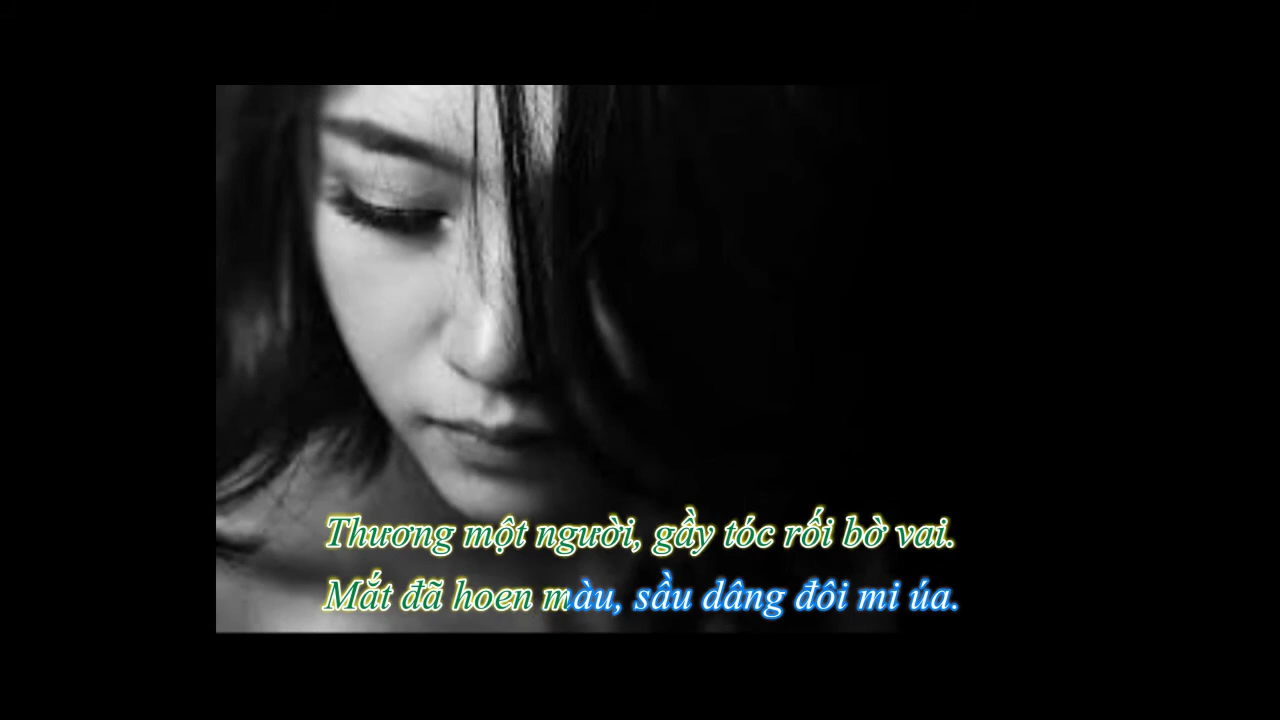 Thương một người, gầy tóc rối bờ vai.
Mắt đã hoen màu, sầu dâng đôi mi úa.